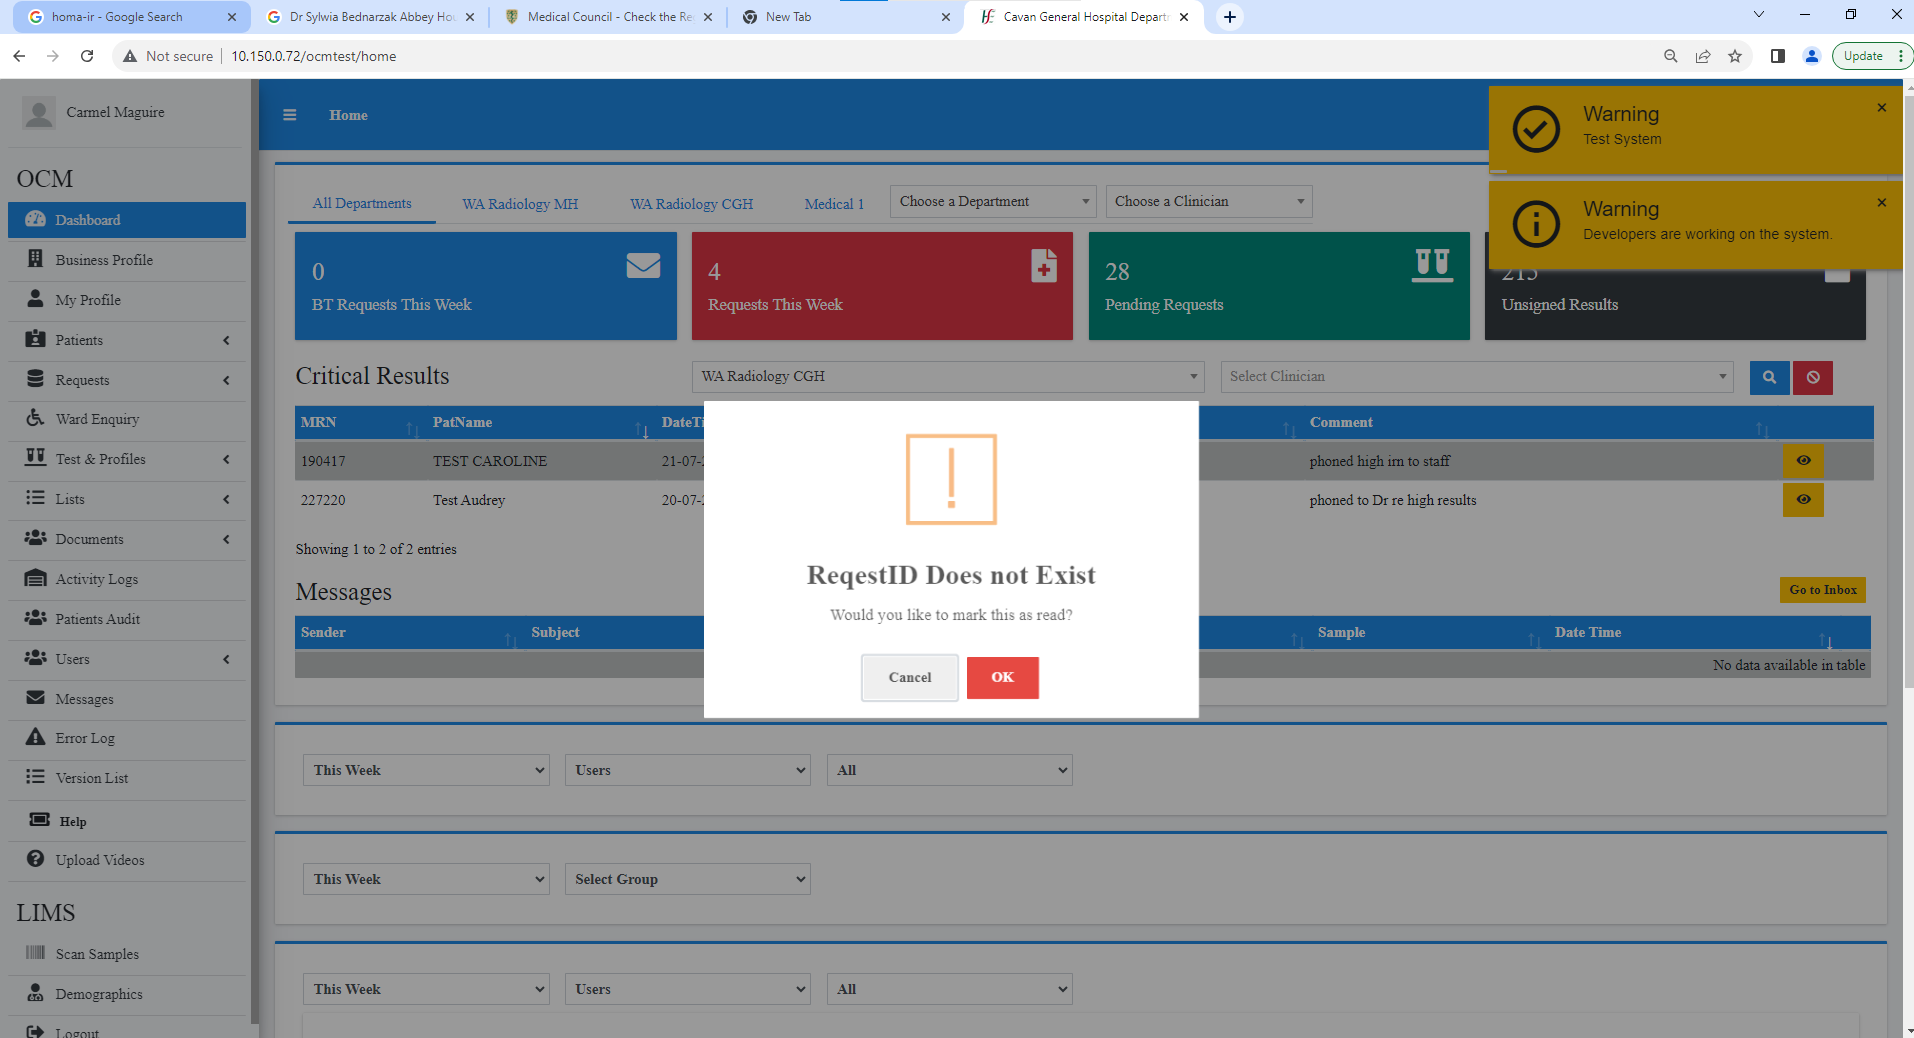 homa-ir - Google Search
Dr Sylwia Bednarzak Abbey Hou
Medical Council - Check the Re
New Tab
Cavan General Hospital Depart
Not secure
10.150.0.72/ocmtest/home
Update
Carmel Maguire
OCM
Dashboard
Business Profile
My Profile
Patients
Requests
Ward Enquiry
Test & Profiles
Lists
Documents
Activity Logs
Patients Audit
Users
Messages
Error Log
Version List
Help
Upload Videos
LIMS
Scan Samples
Demographics
Logout
Home
Warning
Test System
Warning
Developers are working on the system.
All Departments WA Radiology MH WA Radiology CGH Medical 1 Choose a Department Choose a Clinician
0
BT Requests This Week
4
Requests This Week
28
Pending Requests
215
Unsigned Results
Critical Results WA Radiology CGH Select Clinician
MRN PatName DateTi Comment
190417 TEST CAROLINE 21-07- phoned high irn to staff
227220 Test Audrey 20-07- phoned to Dr re high results
Showing 1 to 2 of 2 entries
Messages Go to Inbox
Sender Subject Sample Date Time
No data available in table
ReqestID Does not Exist
Would you like to mark this as read?
Cancel OK
This Week Users All
This Week Select Group
This Week Users All